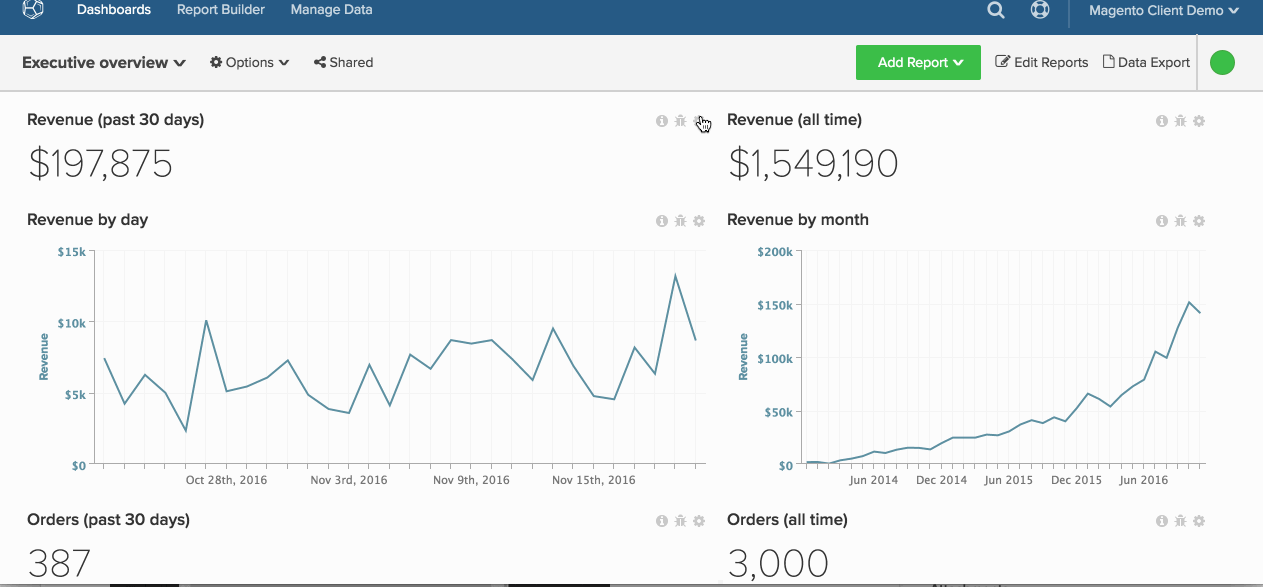 Dashboards Report Builder Manage Data Magento Client Demo
Executive overview Options Shared Add Report Edit Reports Data Export
Revenue (past 30 days)
$197,875
Revenue (all time)
$1,549,190
Revenue by day
$15k
$10k
$5k
$0
Revenue
Oct 28th, 2016 Nov 3rd, 2016 Nov 9th, 2016 Nov 15th, 2016
Revenue by month
$200k
$150k
$100k
$50k
$0
Revenue
Jun 2014 Dec 2014 Jun 2015 Dec 2015 Jun 2016
Orders (past 30 days)
387
Orders (all time)
3,000